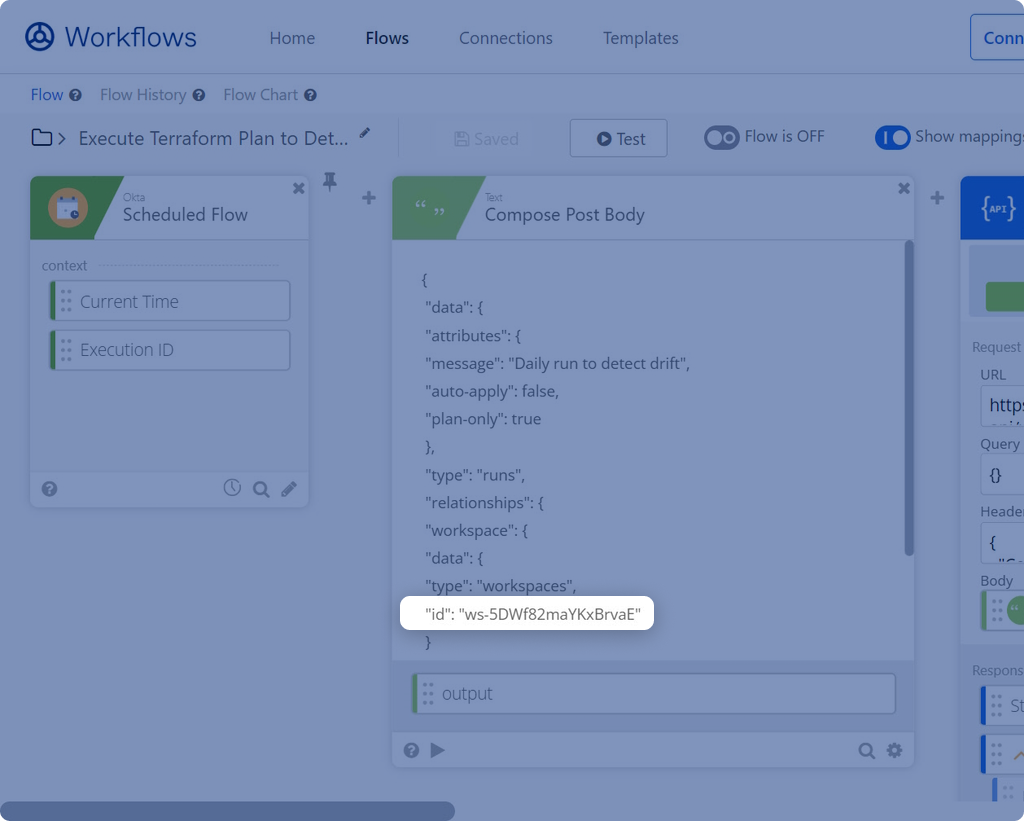 Workflows
Home
Flows
Connections
Templates
Conn
Flow
Flow History
Flow Chart
Execute Terraform Plan to Det...
Saved
Test
Flow is OFF
Show mappings
Okta
Scheduled Flow
context
Current Time
Execution ID
Text
Compose Post Body
{
"data": {
"attributes": {
"message": "Daily run to detect drift",
"auto-apply": false,
"plan-only": true
},
"type": "runs",
"relationships": {
"workspace": {
"data": {
"type": "workspaces",
"id": "ws-5DWf82maYKxBrvaE"
}
output
{API}
Request
URL
https
Query
{}
Header
{
Body
Respons
St